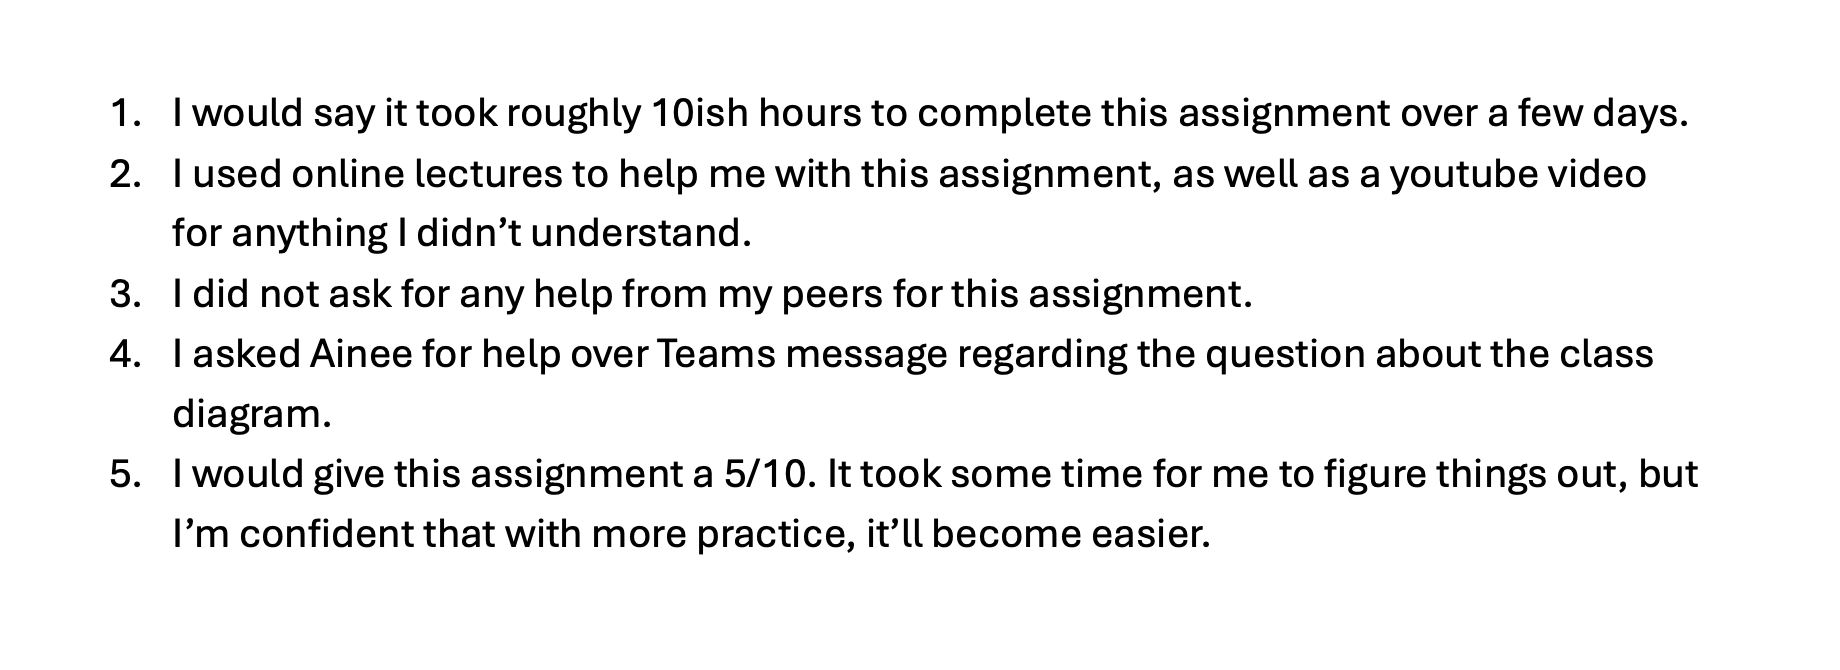 1. I would say it took roughly 10ish hours to complete this assignment over a few days.
2. I used online lectures to help me with this assignment, as well as a youtube video
for anything I didn’t understand.
3. I did not ask for any help from my peers for this assignment.
4. I asked Ainee for help over Teams message regarding the question about the class
diagram.
5. I would give this assignment a 5/10. It took some time for me to figure things out, but
I’m confident that with more practice, it’ll become easier.